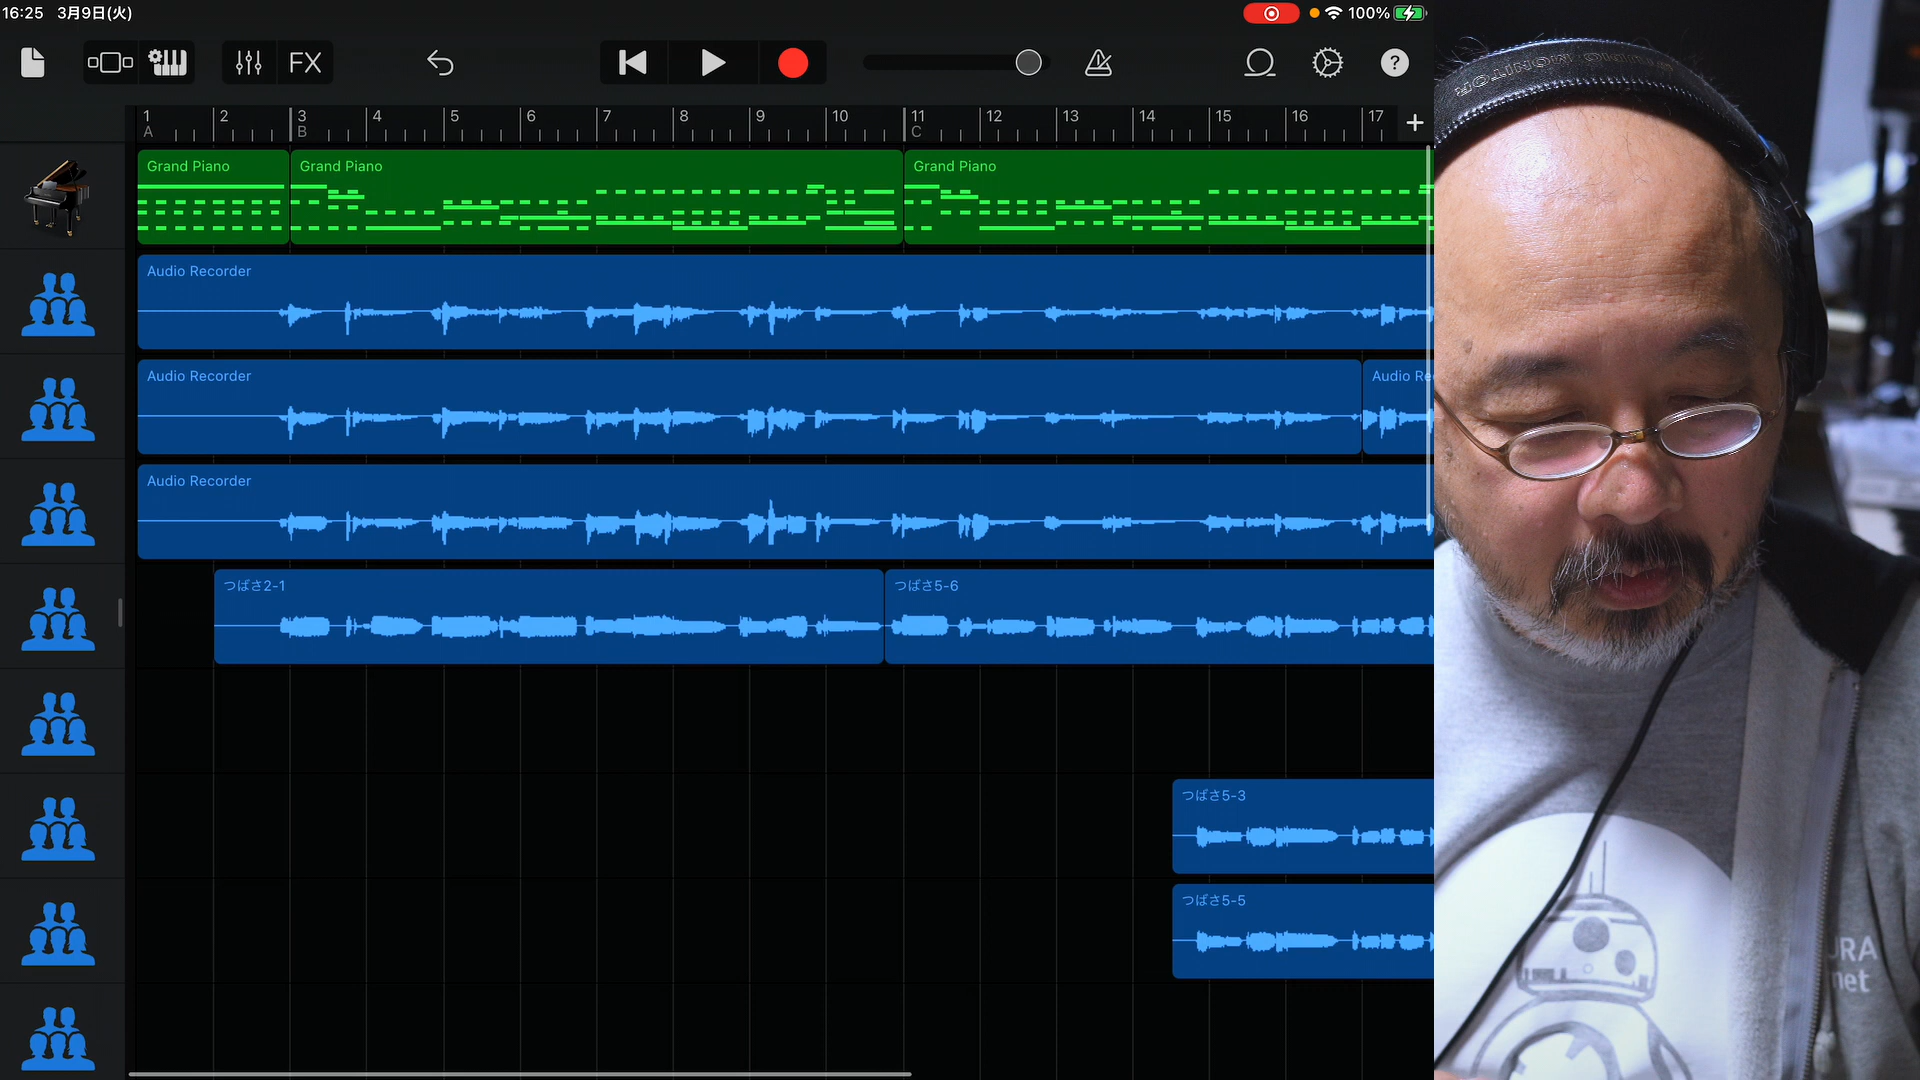 16:25 3月9日(火)
100%
FX
?
1 2 3 4 5 6 7 8 9 10 11 12 13 14 15 16 17 +
A B C
Grand Piano Grand Piano Grand Piano
Audio Recorder
Audio Recorder Audio Re
Audio Recorder
つばさ2-1 つばさ5-6
つばさ5-3
つばさ5-5
STUDIO MONITOR
URA
net